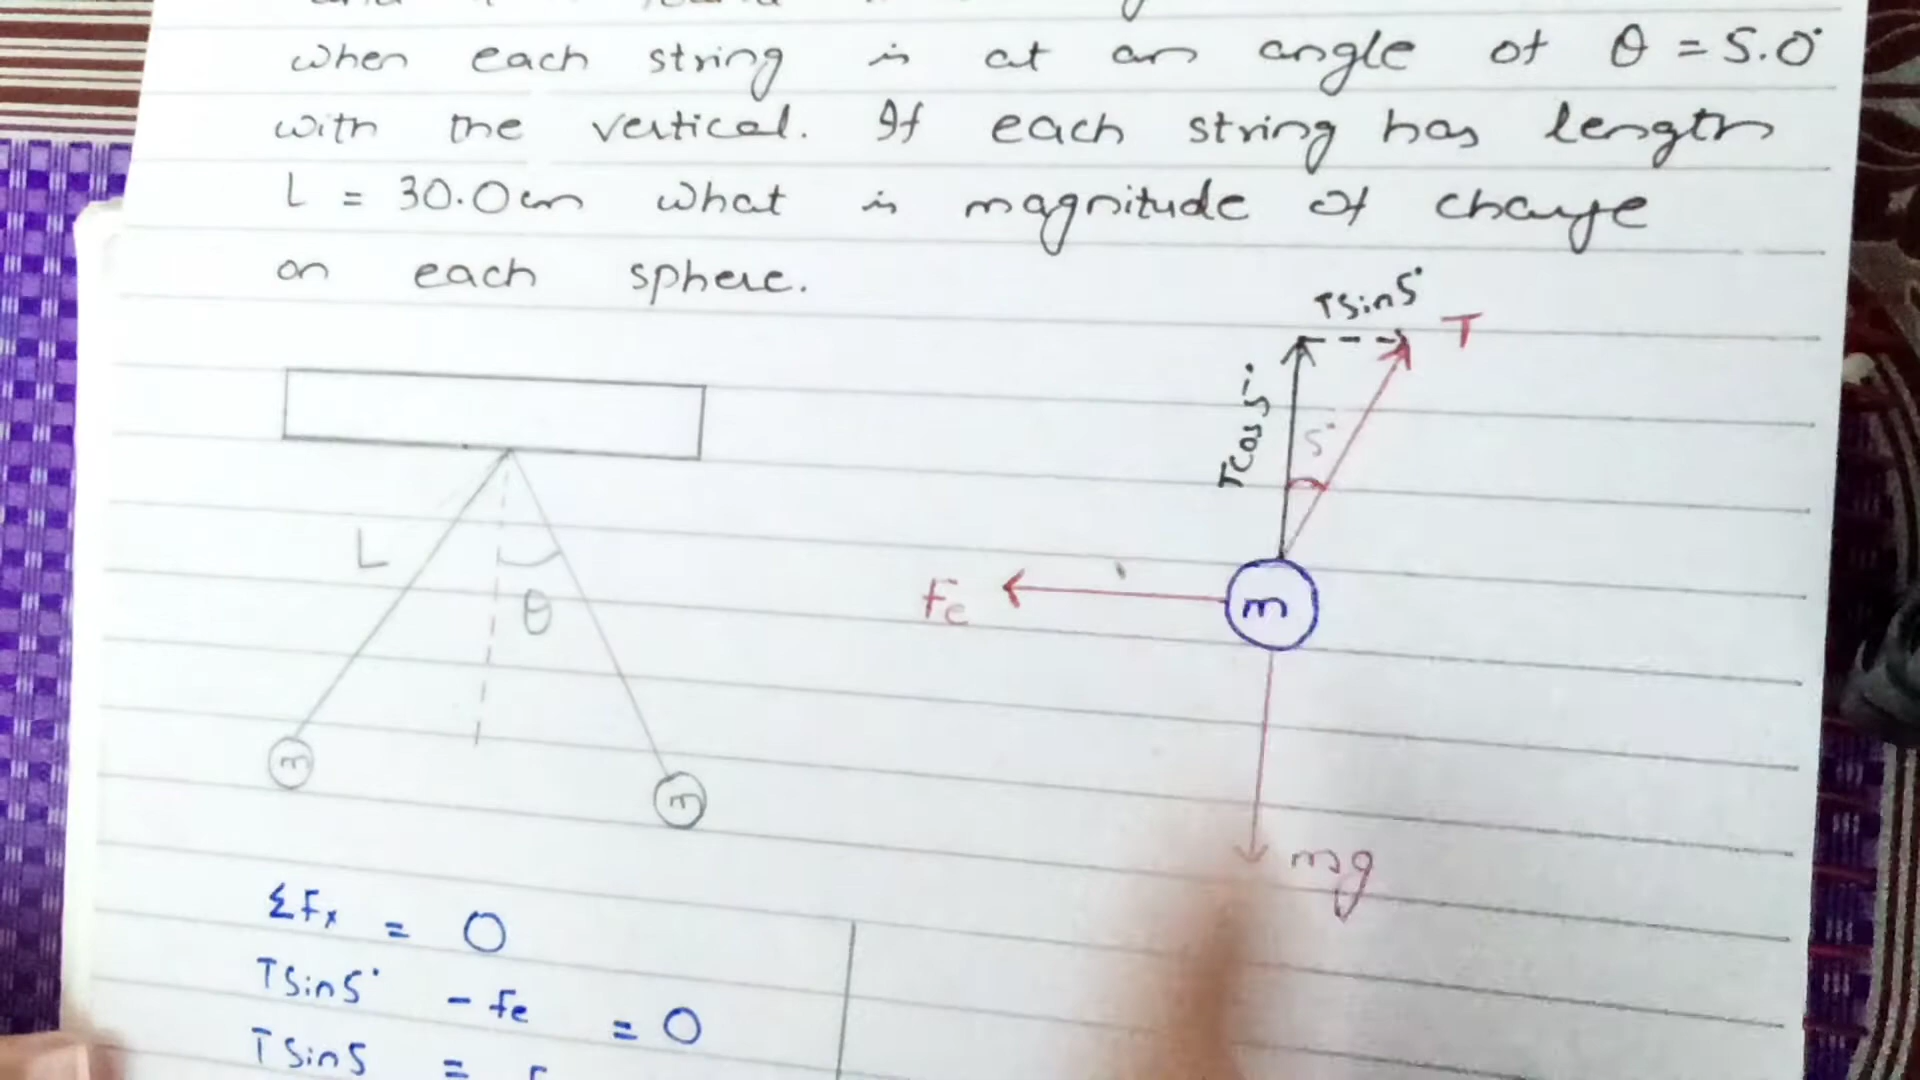 when each string is at an angle of θ = 5.0°
with the vertical. If each string has length
L = 30.0cm what is magnitude of charge
on each sphere.
TSin5°
T
TCos5°
5°
L
θ
Fe
m
m
m
mg
ΣFx = 0
TSin5° - Fe = 0
TSin5 =